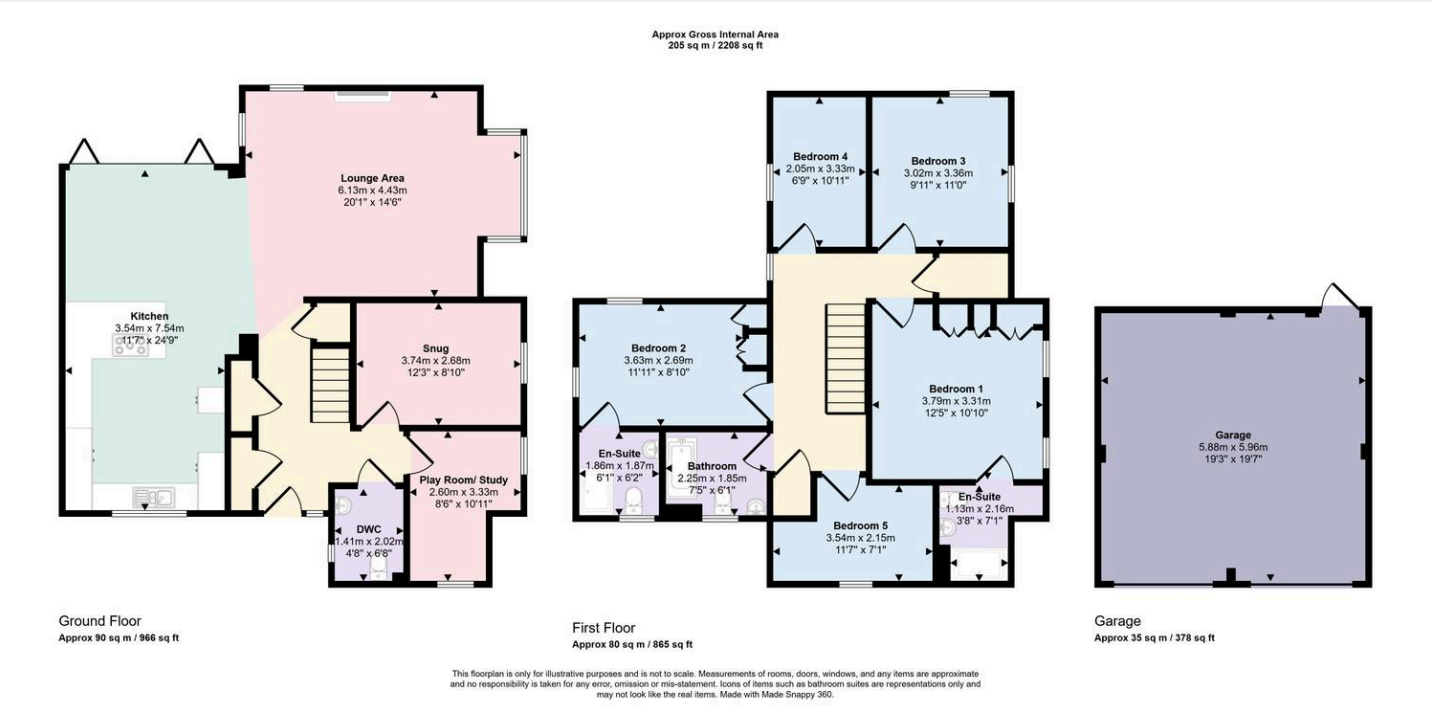 Approx Gross Internal Area
205 sq m / 2208 sq ft
Lounge Area
6.13m x 4.43m
20'1" x 14'6"
Kitchen
3.54m x 7.54m
11'7" x 24'9"
Snug
3.74m x 2.68m
12'3" x 8'10"
Play Room/ Study
2.60m x 3.33m
8'6" x 10'11"
DWC
1.41m x 2.02m
4'8" x 6'8"
Ground Floor
Approx 90 sq m / 966 sq ft
Bedroom 4
2.05m x 3.33m
6'9" x 10'11"
Bedroom 3
3.02m x 3.36m
9'11" x 11'0"
Bedroom 2
3.63m x 2.69m
11'11" x 8'10"
Bedroom 1
3.79m x 3.31m
12'5" x 10'10"
En-Suite
1.86m x 1.87m
6'1" x 6'2"
Bathroom
2.25m x 1.85m
7'5" x 6'1"
Bedroom 5
3.54m x 2.15m
11'7" x 7'1"
En-Suite
1.13m x 2.16m
3'8" x 7'1"
First Floor
Approx 80 sq m / 865 sq ft
Garage
5.88m x 5.96m
19'3" x 19'7"
Garage
Approx 35 sq m / 378 sq ft
This floorplan is only for illustrative purposes and is not to scale. Measurements of rooms, doors, windows, and any items are approximate
and no responsibility is taken for any error, omission or mis-statement. Icons of items such as bathroom suites are representations only and
may not look like the real items. Made with Made Snappy 360.